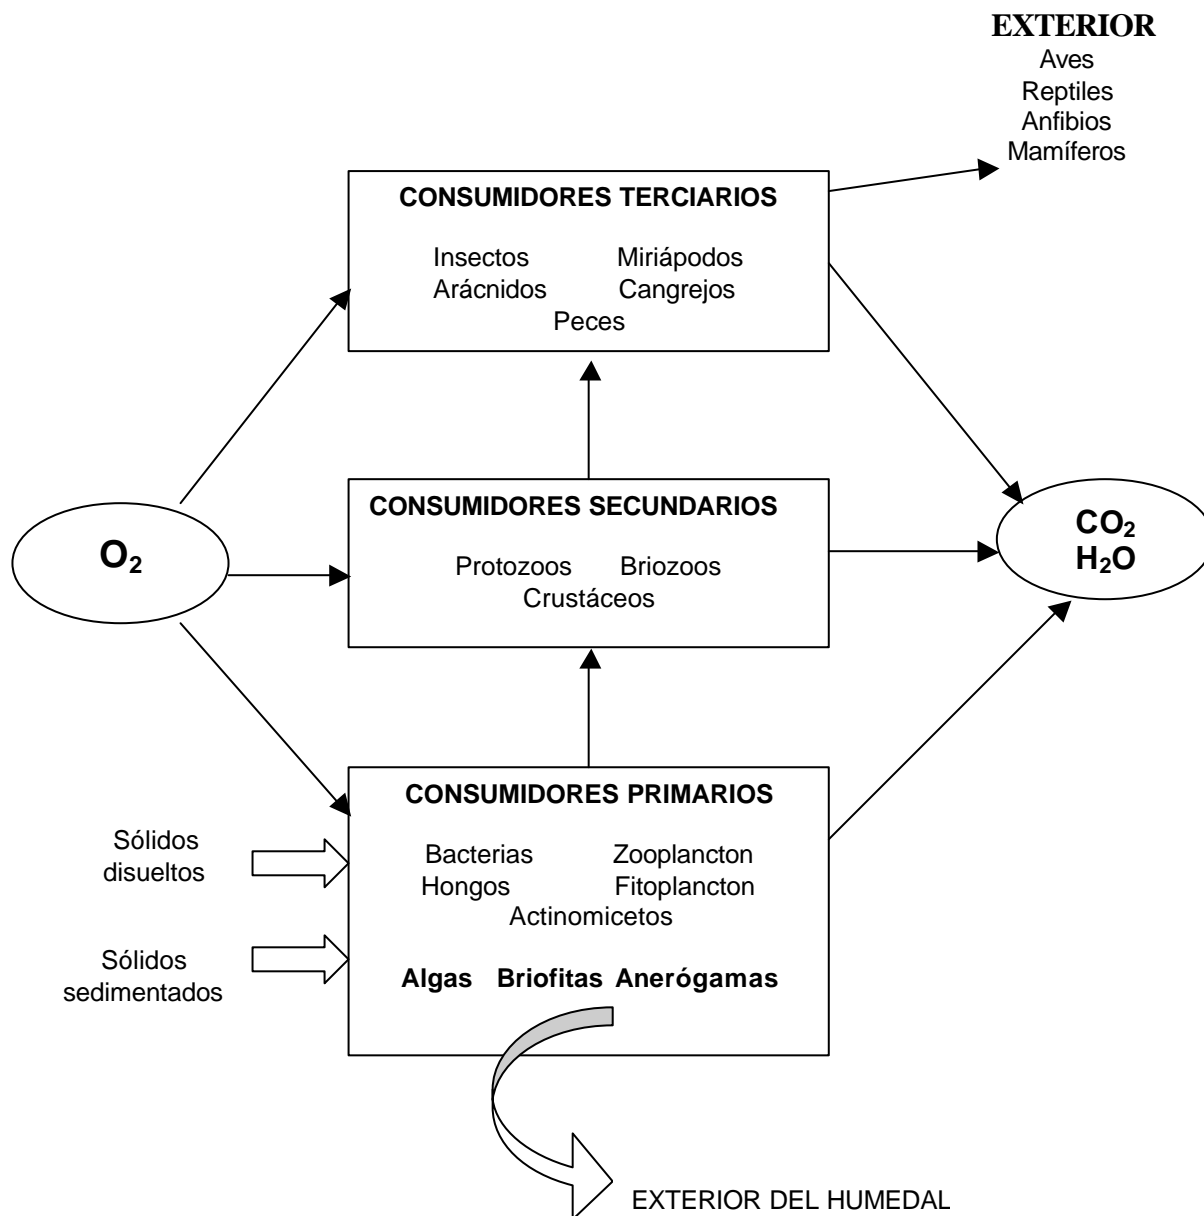 EXTERIOR
Aves
Reptiles
Anfibios
Mamíferos
CONSUMIDORES TERCIARIOS
Insectos Miriápodos
Arácnidos Cangrejos
Peces
CONSUMIDORES SECUNDARIOS
Protozoos Briozoos
Crustáceos
O₂
CO₂
H₂O
CONSUMIDORES PRIMARIOS
Bacterias Zooplancton
Hongos Fitoplancton
Actinomicetos
Algas Briofitas Anerógamas
Sólidos
disueltos
Sólidos
sedimentados
EXTERIOR DEL HUMEDAL